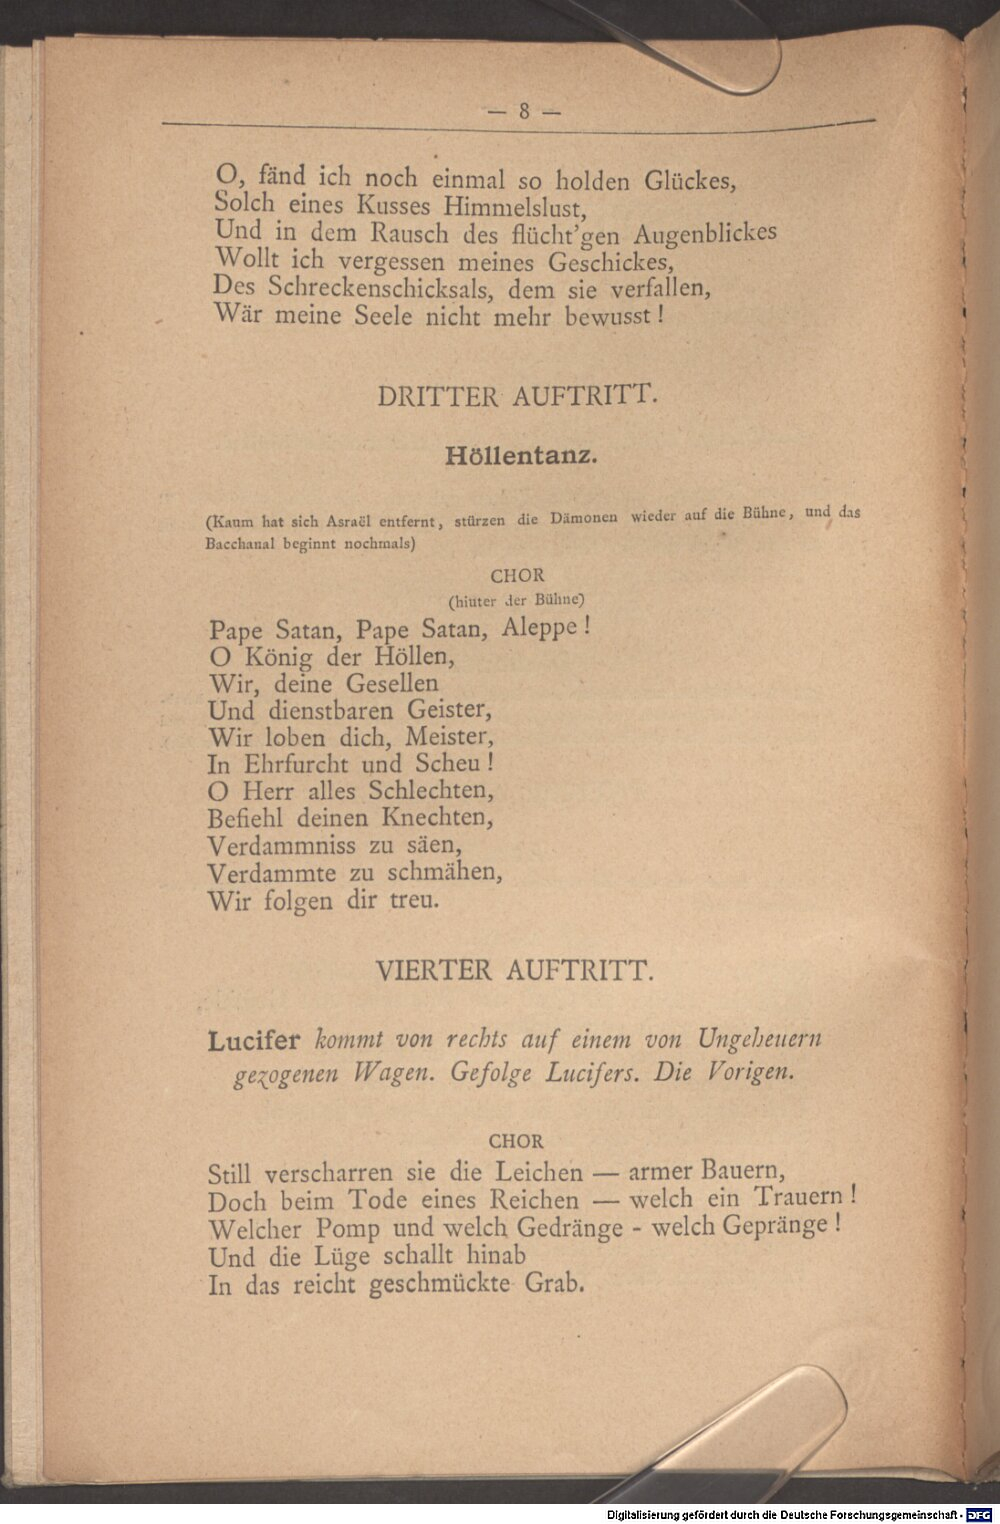 — 8 —
O, fänd ich noch einmal so holden Glückes,
Solch eines Kusses Himmelslust,
Und in dem Rausch des flücht'gen Augenblickes
Wollt ich vergessen meines Geschickes,
Des Schreckenschicksals, dem sie verfallen,
Wär meine Seele nicht mehr bewusst !
DRITTER AUFTRITT.
Höllentanz.
(Kaum hat sich Asraël entfernt, stürzen die Dämonen wieder auf die Bühne, und das
Bacchanal beginnt nochmals)
CHOR
(hinter der Bühne)
Pape Satan, Pape Satan, Aleppe !
O König der Höllen,
Wir, deine Gesellen
Und dienstbaren Geister,
Wir loben dich, Meister,
In Ehrfurcht und Scheu !
O Herr alles Schlechten,
Befiehl deinen Knechten,
Verdammniss zu säen,
Verdammte zu schmähen,
Wir folgen dir treu.
VIERTER AUFTRITT.
Lucifer kommt von rechts auf einem von Ungeheuern
gezogenen Wagen. Gefolge Lucifers. Die Vorigen.
CHOR
Still verscharren sie die Leichen — armer Bauern,
Doch beim Tode eines Reichen — welch ein Trauern !
Welcher Pomp und welch Gedränge - welch Gepränge !
Und die Lüge schallt hinab
In das reicht geschmückte Grab.
Digitalisierung gefördert durch die Deutsche Forschungsgemeinschaft - DFG